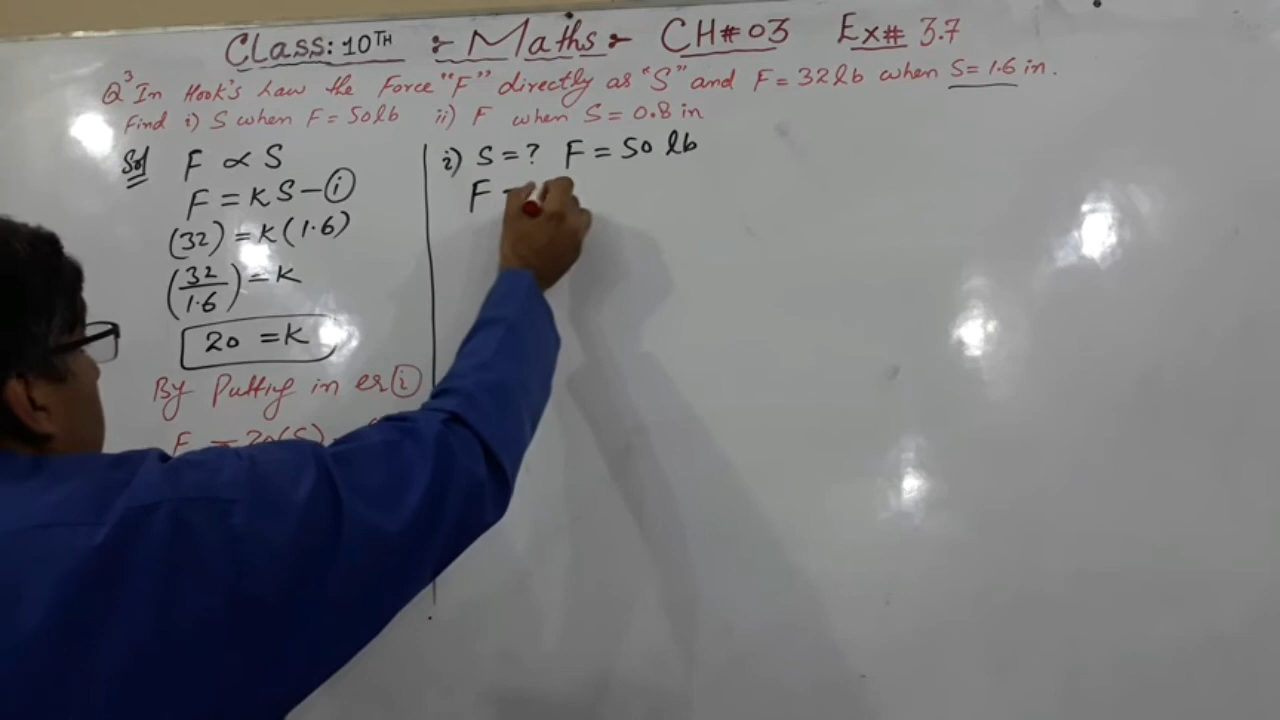 Class: 10TH :- Maths :- CH# 03 Ex# 3.7
Q3 In Hook's Law the Force "F" directly as "S" and F = 32lb when S= 1.6 in.
Find i) S when F = 50lb ii) F when S = 0.8 in
Sol F ∝ S
F = K S – (i)
(32) = K (1.6)
(32/1.6) = K
20 = K
By Putting in (i)
F = 20(S)
i) S = ? F = 50 lb
F =